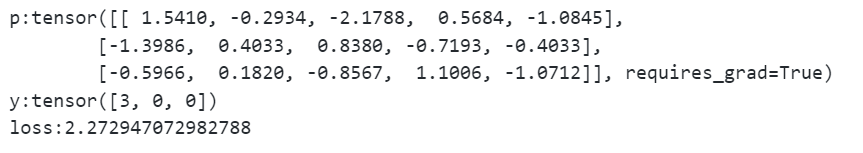 p:tensor([[ 1.5410, -0.2934, -2.1788,  0.5684, -1.0845],
        [-1.3986,  0.4033,  0.8380, -0.7193, -0.4033],
        [-0.5966,  0.1820, -0.8567,  1.1006, -1.0712]], requires_grad=True)
y:tensor([3, 0, 0])
loss:2.272947072982788